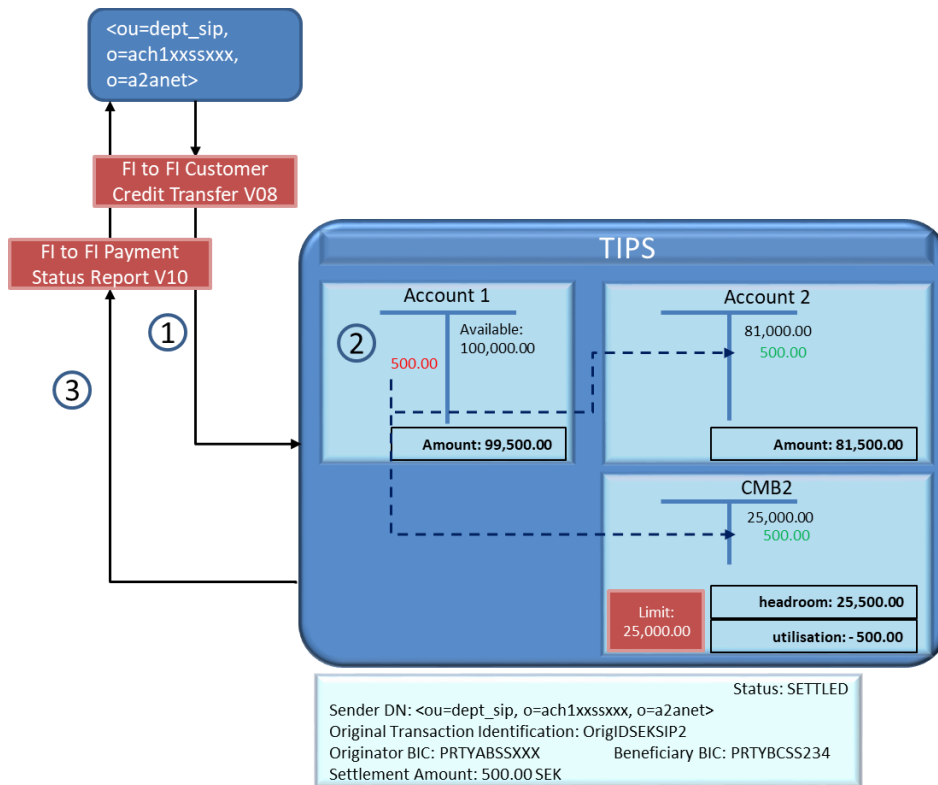 <ou=dept_sip,
o=ach1xxssxxx,
o=a2anet>
FI to FI Customer
Credit Transfer V08
FI to FI Payment
Status Report V10
1
3
TIPS
Account 1
2
Available:
100,000.00
500.00
Amount: 99,500.00
Account 2
81,000.00
500.00
Amount: 81,500.00
CMB2
25,000.00
500.00
Limit:
25,000.00
headroom: 25,500.00
utilisation: - 500.00
Status: SETTLED
Sender DN: <ou=dept_sip, o=ach1xxssxxx, o=a2anet>
Original Transaction Identification: OrigIDSEKSIP2
Originator BIC: PRTYABSSXXX Beneficiary BIC: PRTYBCSS234
Settlement Amount: 500.00 SEK